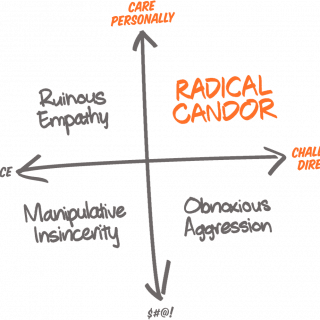 CARE
PERSONALLY
Ruinous
Empathy
RADICAL
CANDOR
Manipulative
Insincerity
Obnoxious
Aggression
$#@!